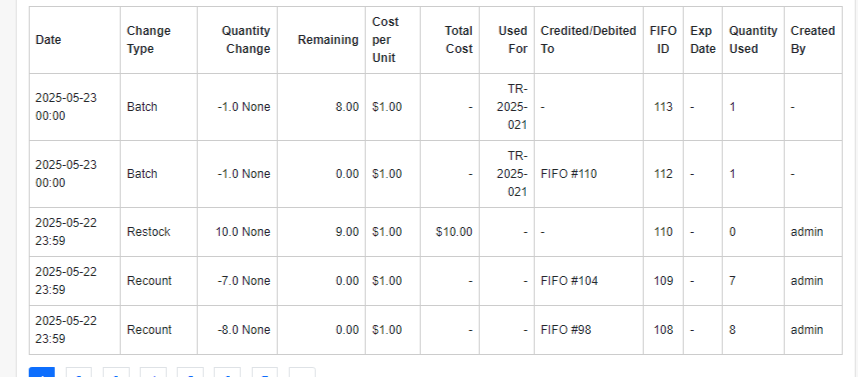 Date Change Type Quantity Change Remaining Cost per Unit Total Cost Used For Credited/Debited To FIFO ID Exp Date Quantity Used Created By
2025-05-23 00:00 Batch -1.0 None 8.00 $1.00 - TR-2025-021 - 113 - 1 -
2025-05-23 00:00 Batch -1.0 None 0.00 $1.00 - TR-2025-021 FIFO #110 112 - 1 -
2025-05-22 23:59 Restock 10.0 None 9.00 $1.00 $10.00 - - 110 - 0 admin
2025-05-22 23:59 Recount -7.0 None 0.00 $1.00 - - FIFO #104 109 - 7 admin
2025-05-22 23:59 Recount -8.0 None 0.00 $1.00 - - FIFO #98 108 - 8 admin